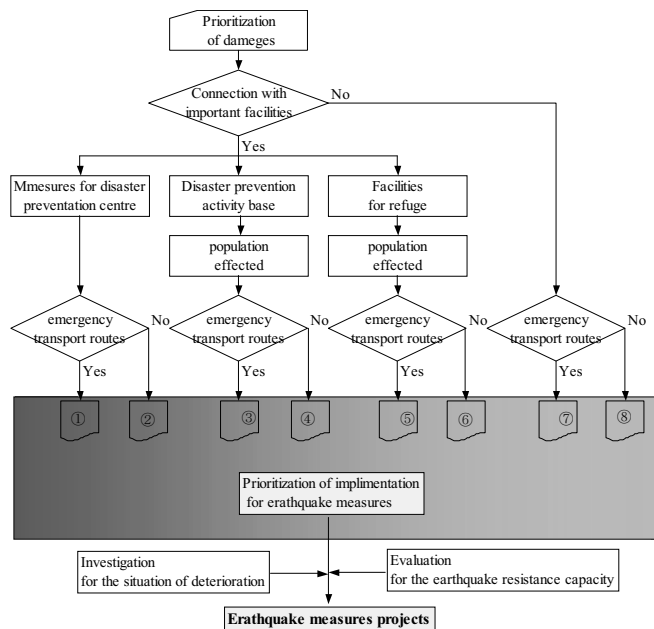 Prioritization
of dameges
Connection with
important facilities
No
Yes
Mmesures for disaster
preventation centre
Disaster prevention
activity base
Facilities
for refuge
population
effected
population
effected
emergency
transport routes
No
Yes
emergency
transport routes
No
Yes
emergency
transport routes
No
Yes
emergency
transport routes
No
Yes
①
②
③
④
⑤
⑥
⑦
⑧
Prioritization of implimentation
for erathquake measures
Investigation
for the situation of deterioration
Evaluation
for the earthquake resistance capacity
Erathquake measures projects